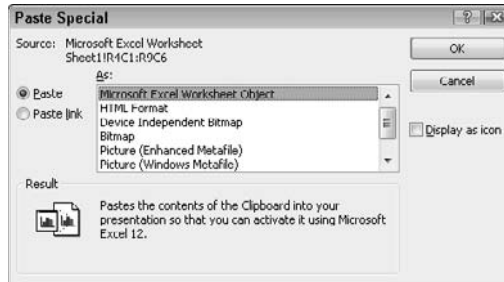 Paste Special
Source: Microsoft Excel Worksheet
Sheet1!R4C1:R9C6
As:
Paste
Paste link
Microsoft Excel Worksheet Object
HTML Format
Device Independent Bitmap
Bitmap
Picture (Enhanced Metafile)
Picture (Windows Metafile)
OK
Cancel
Display as icon
Result
Pastes the contents of the Clipboard into your
presentation so that you can activate it using Microsoft
Excel 12.